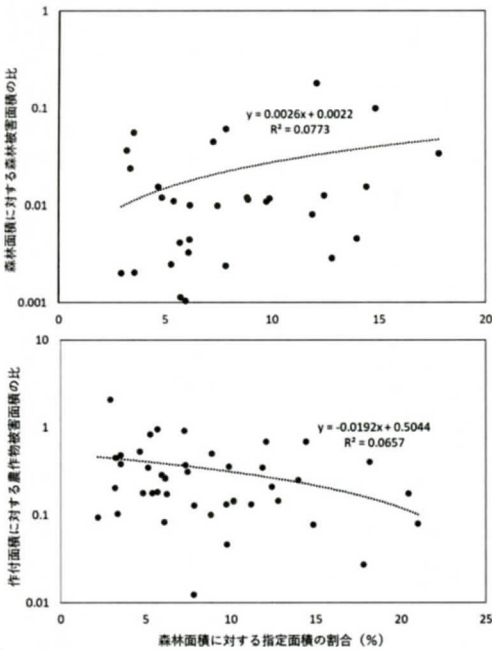 森林面積に対する森林被害面積の比
1
0.1
0.01
0.001
y = 0.0026x + 0.0022
R² = 0.0773
0
5
10
15
20
作付面積に対する農作物被害面積の比
10
1
0.1
0.01
y = -0.0192x + 0.5044
R² = 0.0657
0
5
10
15
20
25
森林面積に対する指定面積の割合（%）